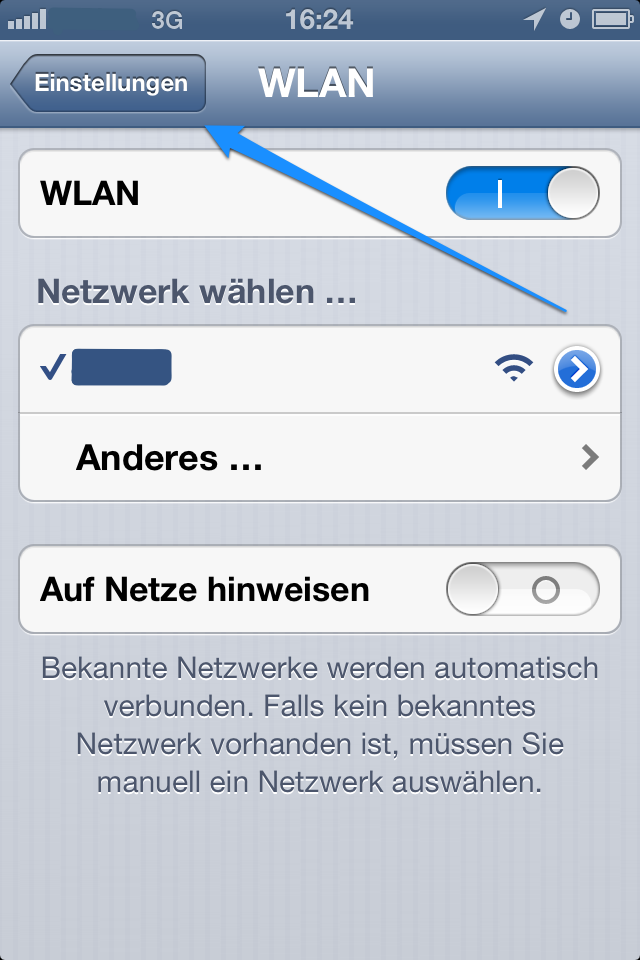 3G 16:24
Einstellungen WLAN
WLAN
Netzwerk wählen ...
Anderes ...
Auf Netze hinweisen
Bekannte Netzwerke werden automatisch
verbunden. Falls kein bekanntes
Netzwerk vorhanden ist, müssen Sie
manuell ein Netzwerk auswählen.